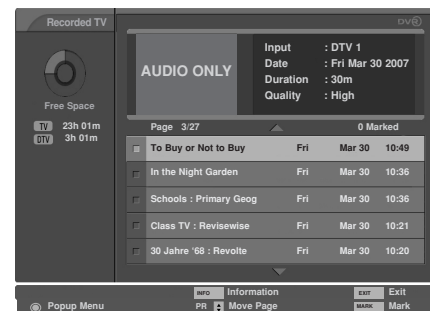 Recorded TV
DVR
Free Space
TV 23h 01m
DTV 3h 01m
AUDIO ONLY
Input : DTV 1
Date : Fri Mar 30 2007
Duration : 30m
Quality : High
Page 3/27 0 Marked
To Buy or Not to Buy Fri Mar 30 10:49
In the Night Garden Fri Mar 30 10:36
Schools : Primary Geog Fri Mar 30 10:36
Class TV : Revisewise Fri Mar 30 10:21
30 Jahre ‘68 : Revolte Fri Mar 30 10:20
INFO Information EXIT Exit
Popup Menu PR Move Page MARK Mark